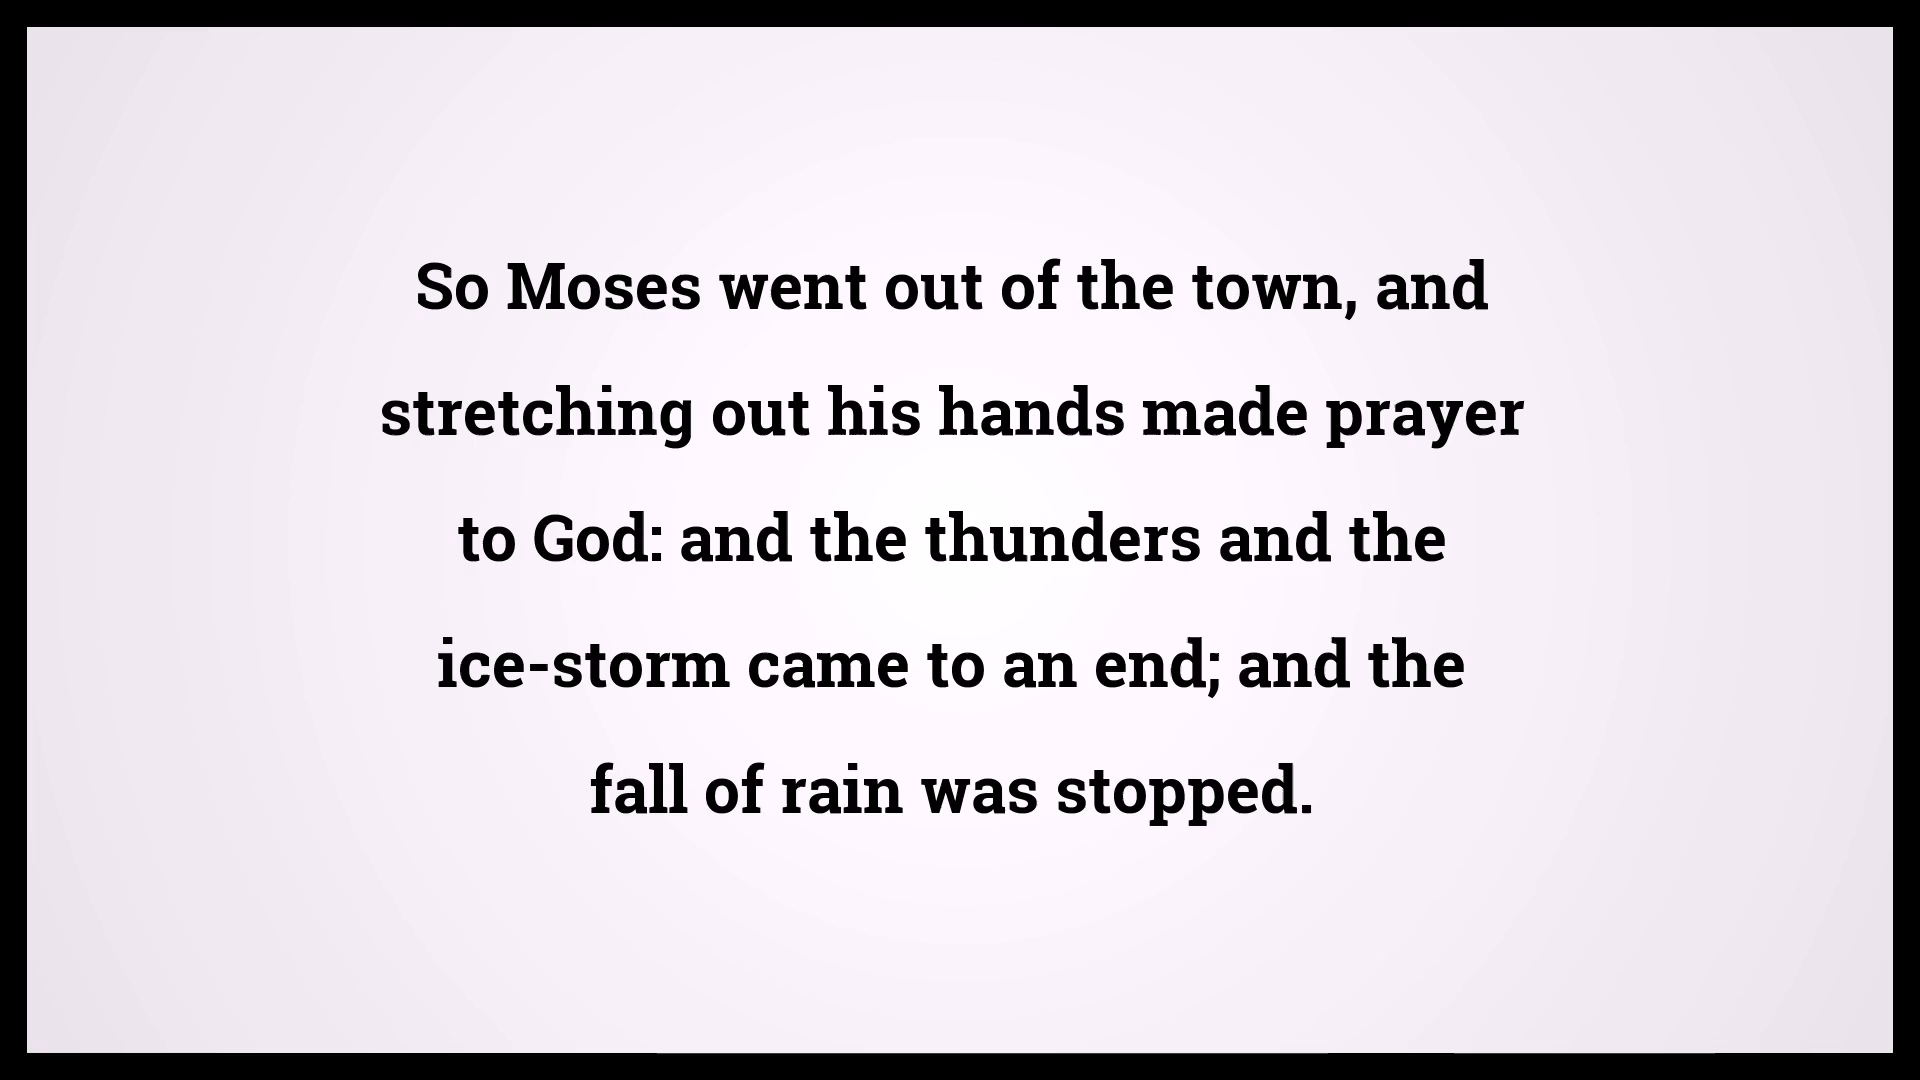 So Moses went out of the town, and
stretching out his hands made prayer
to God: and the thunders and the
ice-storm came to an end; and the
fall of rain was stopped.